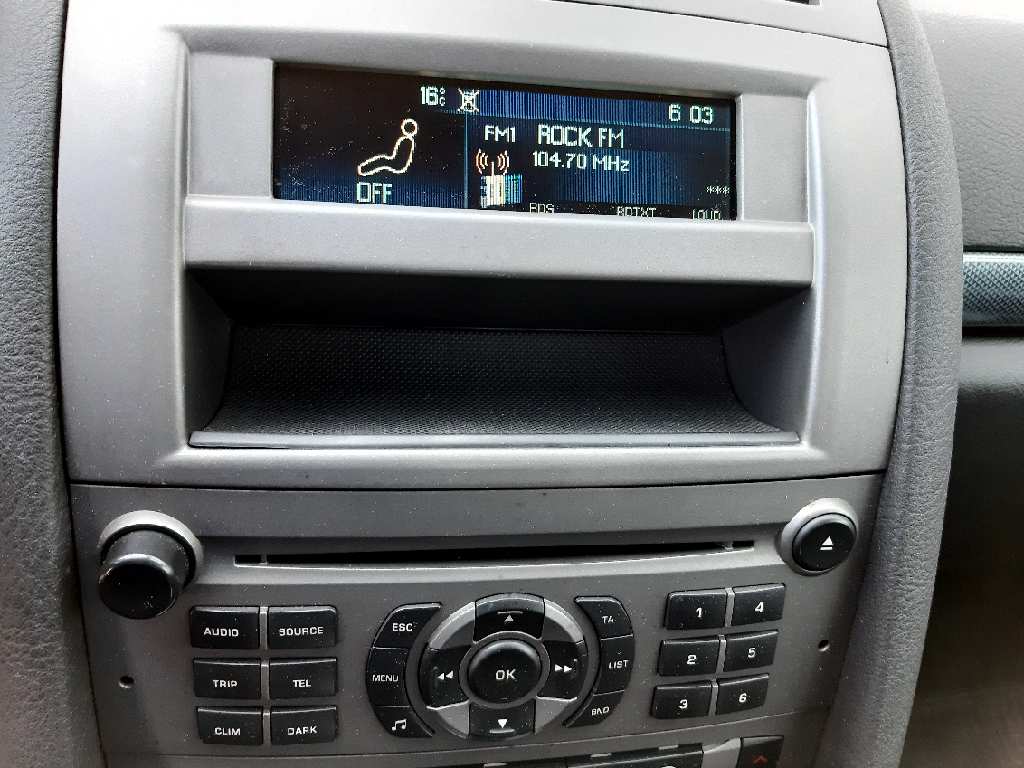 16°C
6 03
FM1 ROCK FM
104.70 MHz
OFF
***
RDS RDTXT LOUD
AUDIO SOURCE
TRIP TEL
CLIM DARK
ESC
MENU
OK
TA
LIST
BND
1 4
2 5
3 6